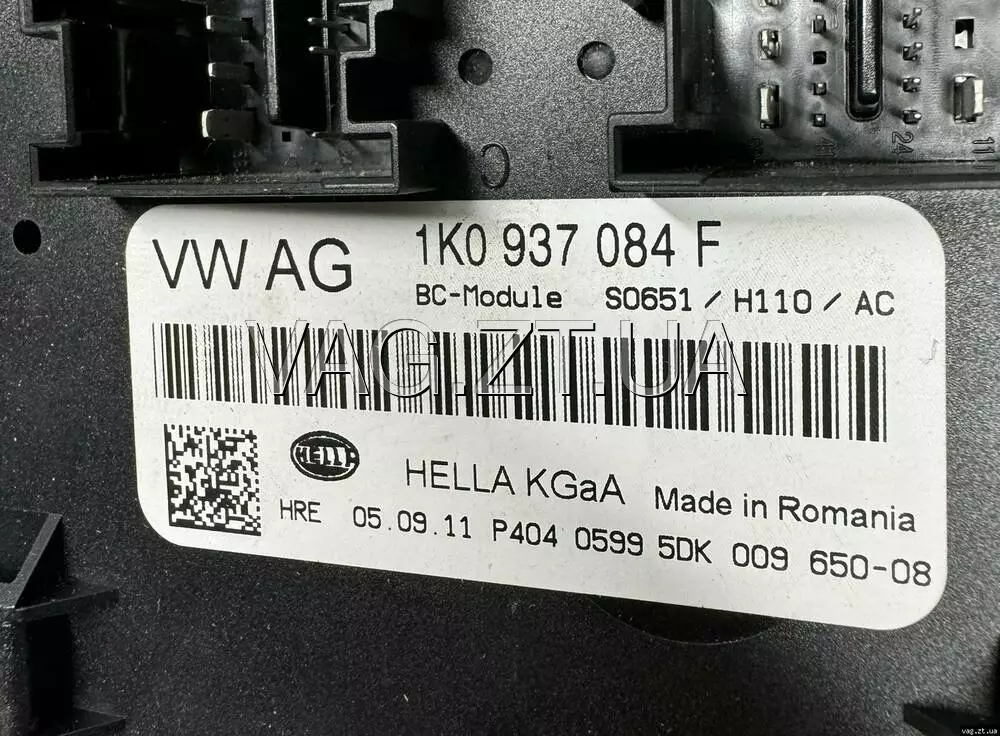 C
24
11
VW AG
1K0 937 084 F
BC-Module S0651 / H110 / AC
VAG.ZT.UA
HELLA
HELLA KGaA Made in Romania
HRE 05.09.11 P404 0599 5DK 009 650-08
vag.zt.ua